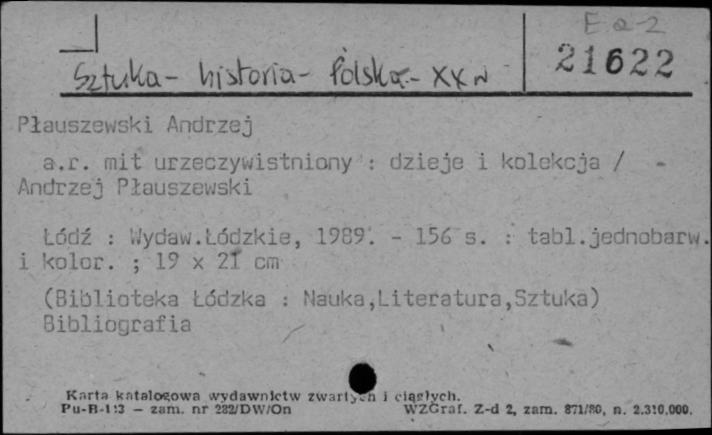 E a-2
Sztuka - historia - Polska - XX w
21622
Płauszewski Andrzej
a.r. mit urzeczywistniony : dzieje i kolekcja /
Andrzej Płauszewski
Łódź : Wydaw.Łódzkie, 1989. - 156 s. : tabl.jednobarw.
i kolor. ; 19 x 21 cm
(Biblioteka Łódzka : Nauka,Literatura,Sztuka)
Bibliografia
Karta katalogowa wydawnictw zwartych i ciągłych.
Pu-B-113 — zam. nr 282/DW/On WZGraf. Z-d 2, zam. 871/80, n. 2.310.000.